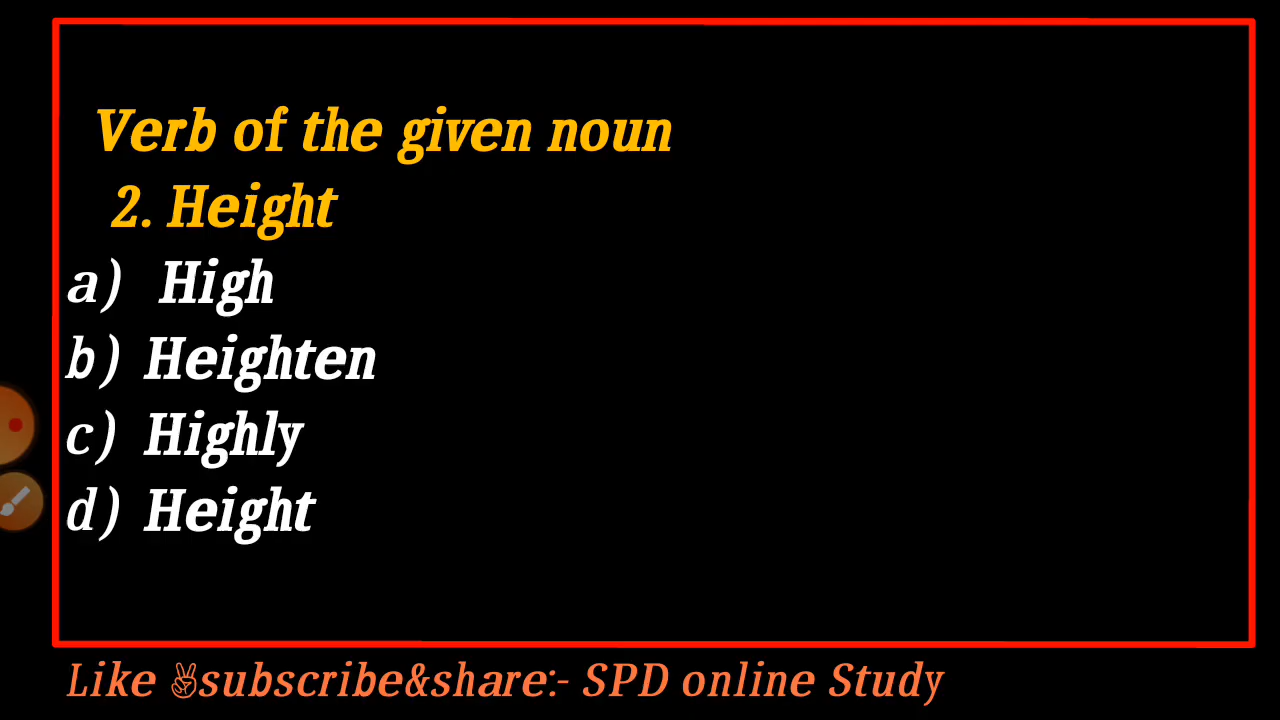 Verb of the given noun
2. Height
a) High
b) Heighten
c) Highly
d) Height
Like ✌subscribe&share:- SPD online Study